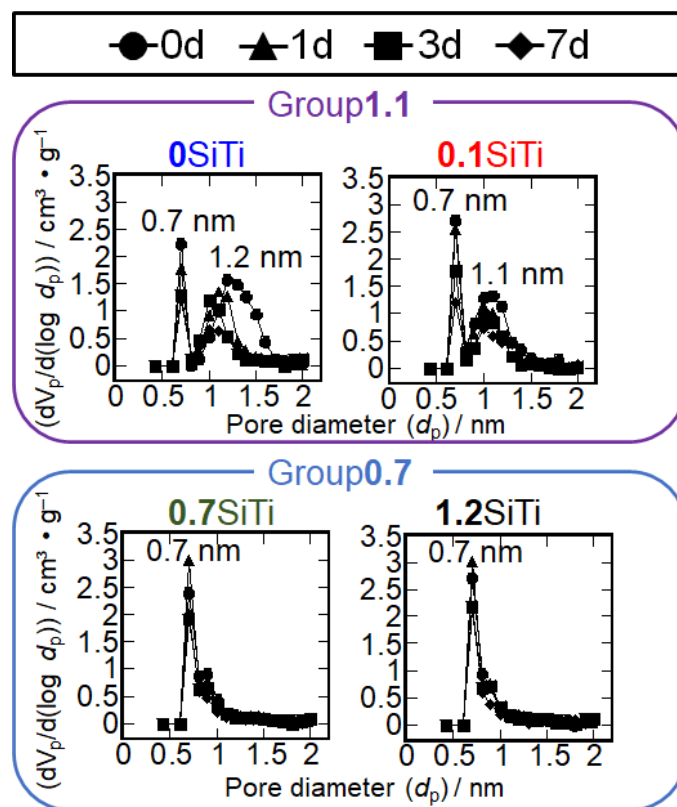 0d 1d 3d 7d
Group1.1
0SiTi
0.1SiTi
(dVp/d(log dp)) / cm³ • g⁻¹
3.5
3
2.5
2
1.5
1
0.5
0
0.7 nm
1.2 nm
0 0.5 1 1.5 2
3.5
3
2.5
2
1.5
1
0.5
0
0.7 nm
1.1 nm
0 0.5 1 1.5 2
Pore diameter (dp) / nm
Group0.7
0.7SiTi
1.2SiTi
(dVp/d(log dp)) / cm³ • g⁻¹
3.5
3
2.5
2
1.5
1
0.5
0
0.7 nm
0 0.5 1 1.5 2
3.5
3
2.5
2
1.5
1
0.5
0
0.7 nm
0 0.5 1 1.5 2
Pore diameter (dp) / nm